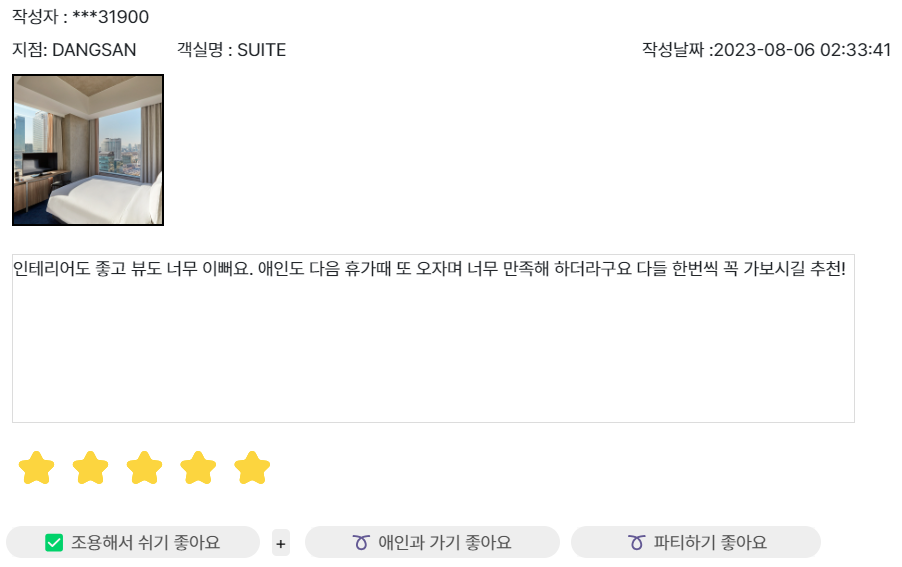 작성자 : ***31900
지점: DANGSAN 객실명 : SUITE 작성날짜 :2023-08-06 02:33:41
인테리어도 좋고 뷰도 너무 이뻐요. 애인도 다음 휴가때 또 오자며 너무 만족해 하더라구요 다들 한번씩 꼭 가보시길 추천!
✅ 조용해서 쉬기 좋아요 + ➰ 애인과 가기 좋아요 ➰ 파티하기 좋아요